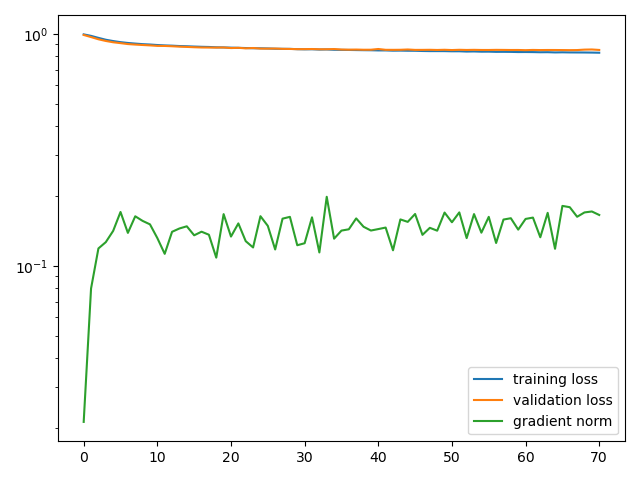 10⁰
10⁻¹
0 10 20 30 40 50 60 70
training loss
validation loss
gradient norm